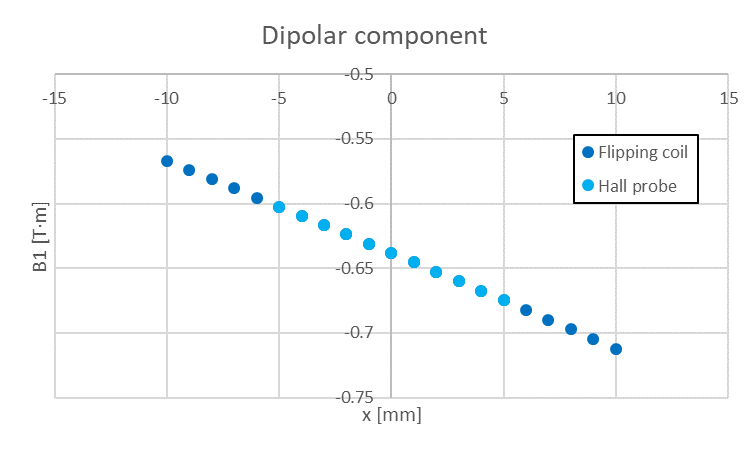 Dipolar component
-0.5
-15
-10
-5
0
5
10
15
-0.55
Flipping coil
Hall probe
-0.6
B1 [T·m]
-0.65
-0.7
-0.75
x [mm]